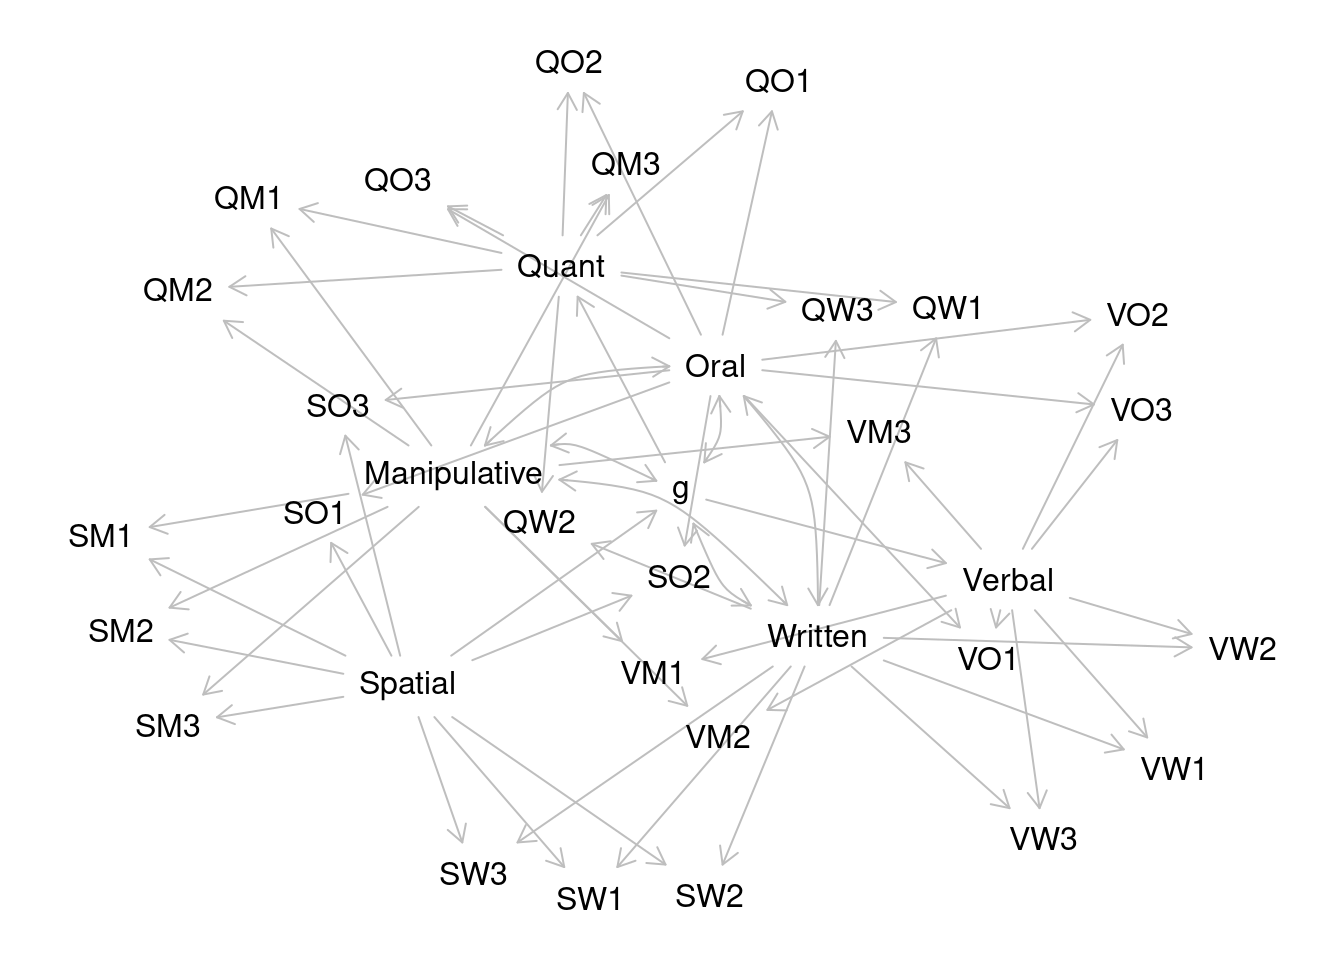 QO2
QO1
QM3
QO3
QM1
Quant
QM2
QW3
QW1
VO2
Oral
SO3
VO3
VM3
Manipulative
g
SO1
QW2
SM1
SO2
Verbal
SM2
Written
VW2
VO1
VM1
Spatial
SM3
VM2
VW1
VW3
SW3
SW1
SW2